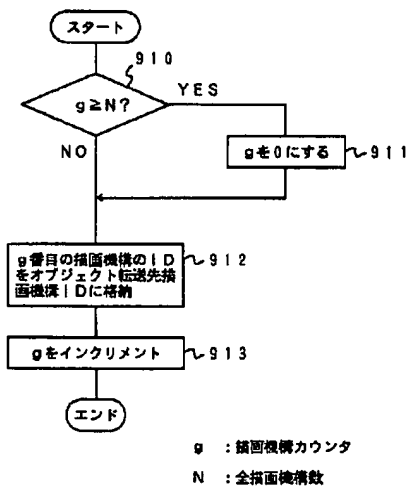 スタート
910
g≧N?
YES
NO
gを0にする
911
g番目の描画機構のID
をオブジェクト転送先描
画機構IDに格納
912
gをインクリメント
913
エンド
g :描画機構カウンタ
N :全描画機構数